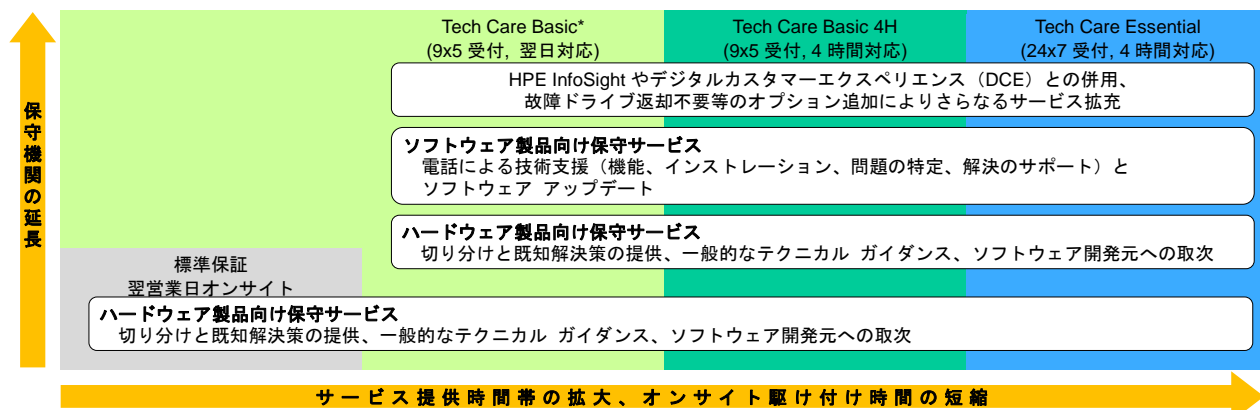 Tech Care Basic*
(9x5 受付, 翌日対応)
Tech Care Basic 4H
(9x5 受付, 4 時間対応)
Tech Care Essential
(24x7 受付, 4 時間対応)
HPE InfoSight やデジタルカスタマーエクスペリエンス（DCE）との併用、
故障ドライブ返却不要等のオプション追加によりさらなるサービス拡充
保守機関の延長
ソフトウェア製品向け保守サービス
電話による技術支援（機能、インストレーション、問題の特定、解決のサポート）と
ソフトウェア アップデート
ハードウェア製品向け保守サービス
切り分けと既知解決策の提供、一般的なテクニカル ガイダンス、ソフトウェア開発元への取次
標準保証
翌営業日オンサイト
ハードウェア製品向け保守サービス
切り分けと既知解決策の提供、一般的なテクニカル ガイダンス、ソフトウェア開発元への取次
サービス提供時間帯の拡大、オンサイト駆け付け時間の短縮